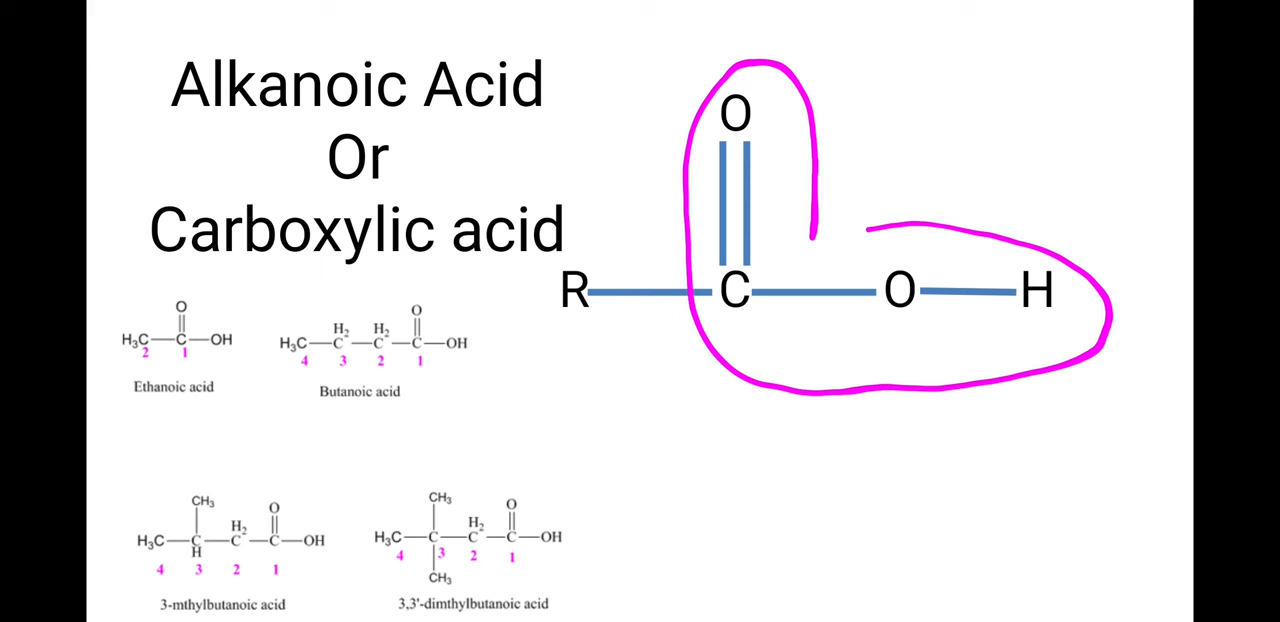 Alkanoic Acid
Or
Carboxylic acid
O
R C O H
O
H₃C C OH
2 1
Ethanoic acid
O
H₂ H₂
H₃C C C C OH
4 3 2 1
Butanoic acid
CH₃ O
H₂
H₃C C C C OH
H
4 3 2 1
3-mthylbutanoic acid
CH₃ O
H₂
H₃C C C C OH
4 3 2 1
CH₃
3,3'-dimthylbutanoic acid